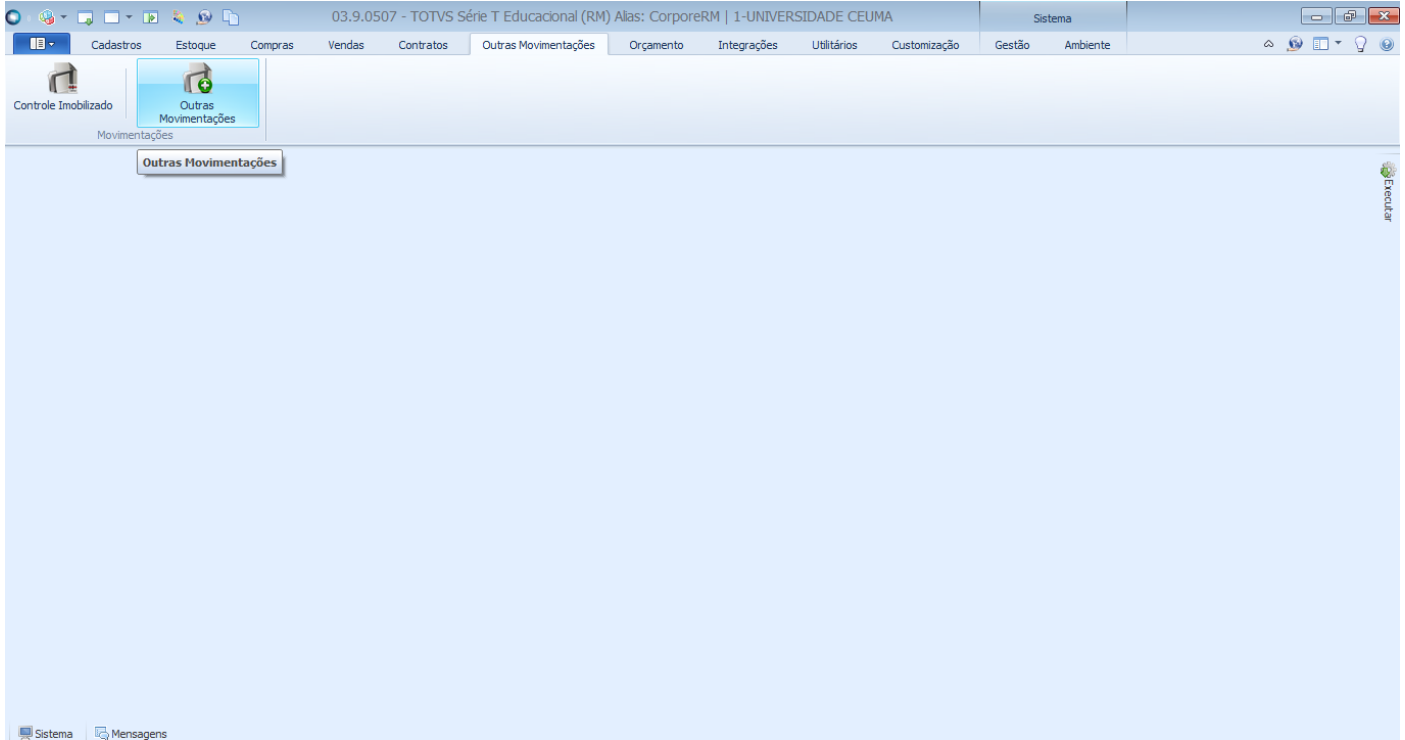 03.9.0507 - TOTVS Série T Educacional (RM) Alias: CorporeRM | 1-UNIVERSIDADE CEUMA
Sistema
Cadastros Estoque Compras Vendas Contratos Outras Movimentações Orçamento Integrações Utilitários Customização Gestão Ambiente
Controle Imobilizado
Outras
Movimentações
Movimentações
Outras Movimentações
Executar
Sistema Mensagens